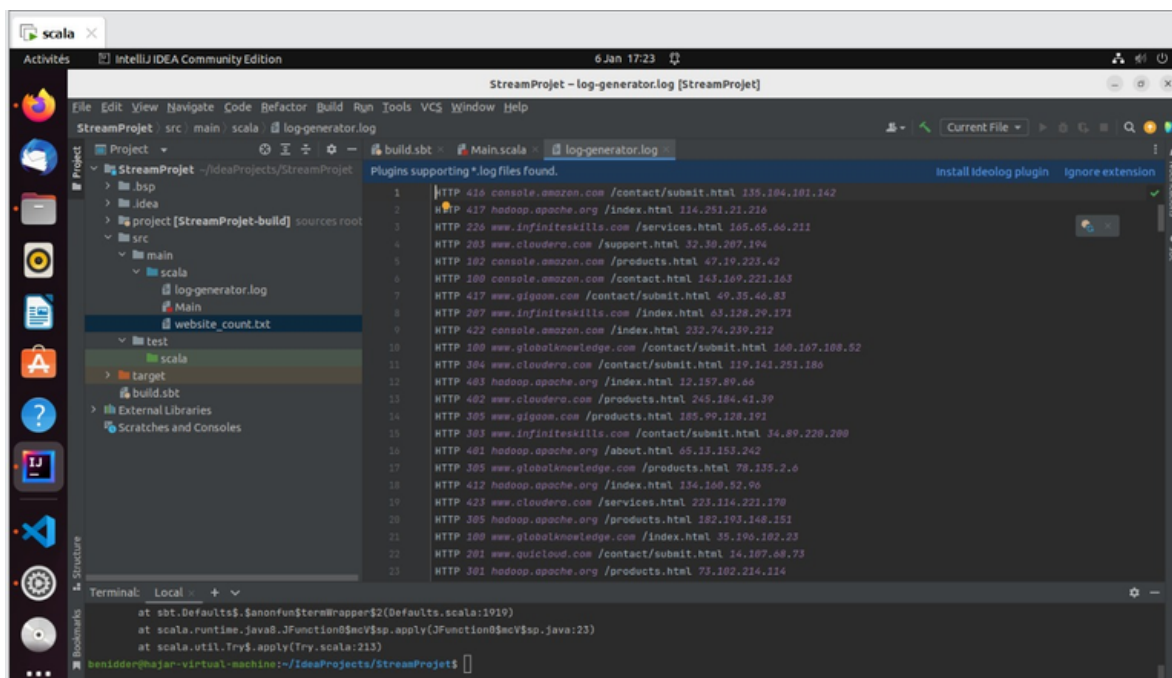 scala
Activités IntelliJ IDEA Community Edition 6 Jan 17:23
StreamProjet – log-generator.log [StreamProjet]
File Edit View Navigate Code Refactor Build Run Tools VCS Window Help
StreamProjet src main scala log-generator.log Current File
Project build.sbt Main.scala log-generator.log
Project
StreamProjet ~/IdeaProjects/StreamProjet
Plugins supporting *.log files found. Install Ideolog plugin Ignore extension
.bsp
.idea
project [StreamProjet-build] sources root
src
main
scala
log-generator.log
Main
website_count.txt
test
scala
target
build.sbt
External Libraries
Scratches and Consoles
1 HTTP 416 console.amazon.com /contact/submit.html 135.104.101.142
2 HTTP 417 hadoop.apache.org /index.html 114.251.21.216
3 HTTP 226 www.infiniteskills.com /services.html 165.65.66.211
4 HTTP 203 www.cloudera.com /support.html 32.30.207.194
5 HTTP 102 console.amazon.com /products.html 47.19.223.42
6 HTTP 100 console.amazon.com /contact.html 143.169.221.163
7 HTTP 417 www.gigaom.com /contact/submit.html 49.35.46.83
8 HTTP 207 www.infiniteskills.com /index.html 63.128.29.171
9 HTTP 422 console.amazon.com /index.html 232.74.239.212
10 HTTP 100 www.globalknowledge.com /contact/submit.html 160.167.108.52
11 HTTP 304 www.cloudera.com /contact/submit.html 119.141.251.186
12 HTTP 403 hadoop.apache.org /index.html 12.157.89.66
13 HTTP 402 www.cloudera.com /products.html 245.184.41.39
14 HTTP 305 www.gigaom.com /products.html 185.99.128.191
15 HTTP 303 www.infiniteskills.com /contact/submit.html 34.89.220.200
16 HTTP 401 hadoop.apache.org /about.html 65.13.153.242
17 HTTP 305 www.globalknowledge.com /products.html 78.135.2.6
18 HTTP 412 hadoop.apache.org /index.html 134.160.52.96
19 HTTP 423 www.cloudera.com /services.html 223.114.221.170
20 HTTP 305 hadoop.apache.org /products.html 182.193.148.151
21 HTTP 100 www.globalknowledge.com /index.html 35.196.102.23
22 HTTP 201 www.quicloud.com /contact/submit.html 14.107.68.73
23 HTTP 301 hadoop.apache.org /products.html 73.102.214.114
Structure
Bookmarks
Terminal: Local
at sbt.Defaults$.$anonfun$termWrapper$2(Defaults.scala:1919)
at scala.runtime.java8.JFunction0$mcV$sp.apply(JFunction0$mcV$sp.java:23)
at scala.util.Try$.apply(Try.scala:213)
benidder@hajar-virtual-machine:~/IdeaProjects/StreamProjet$